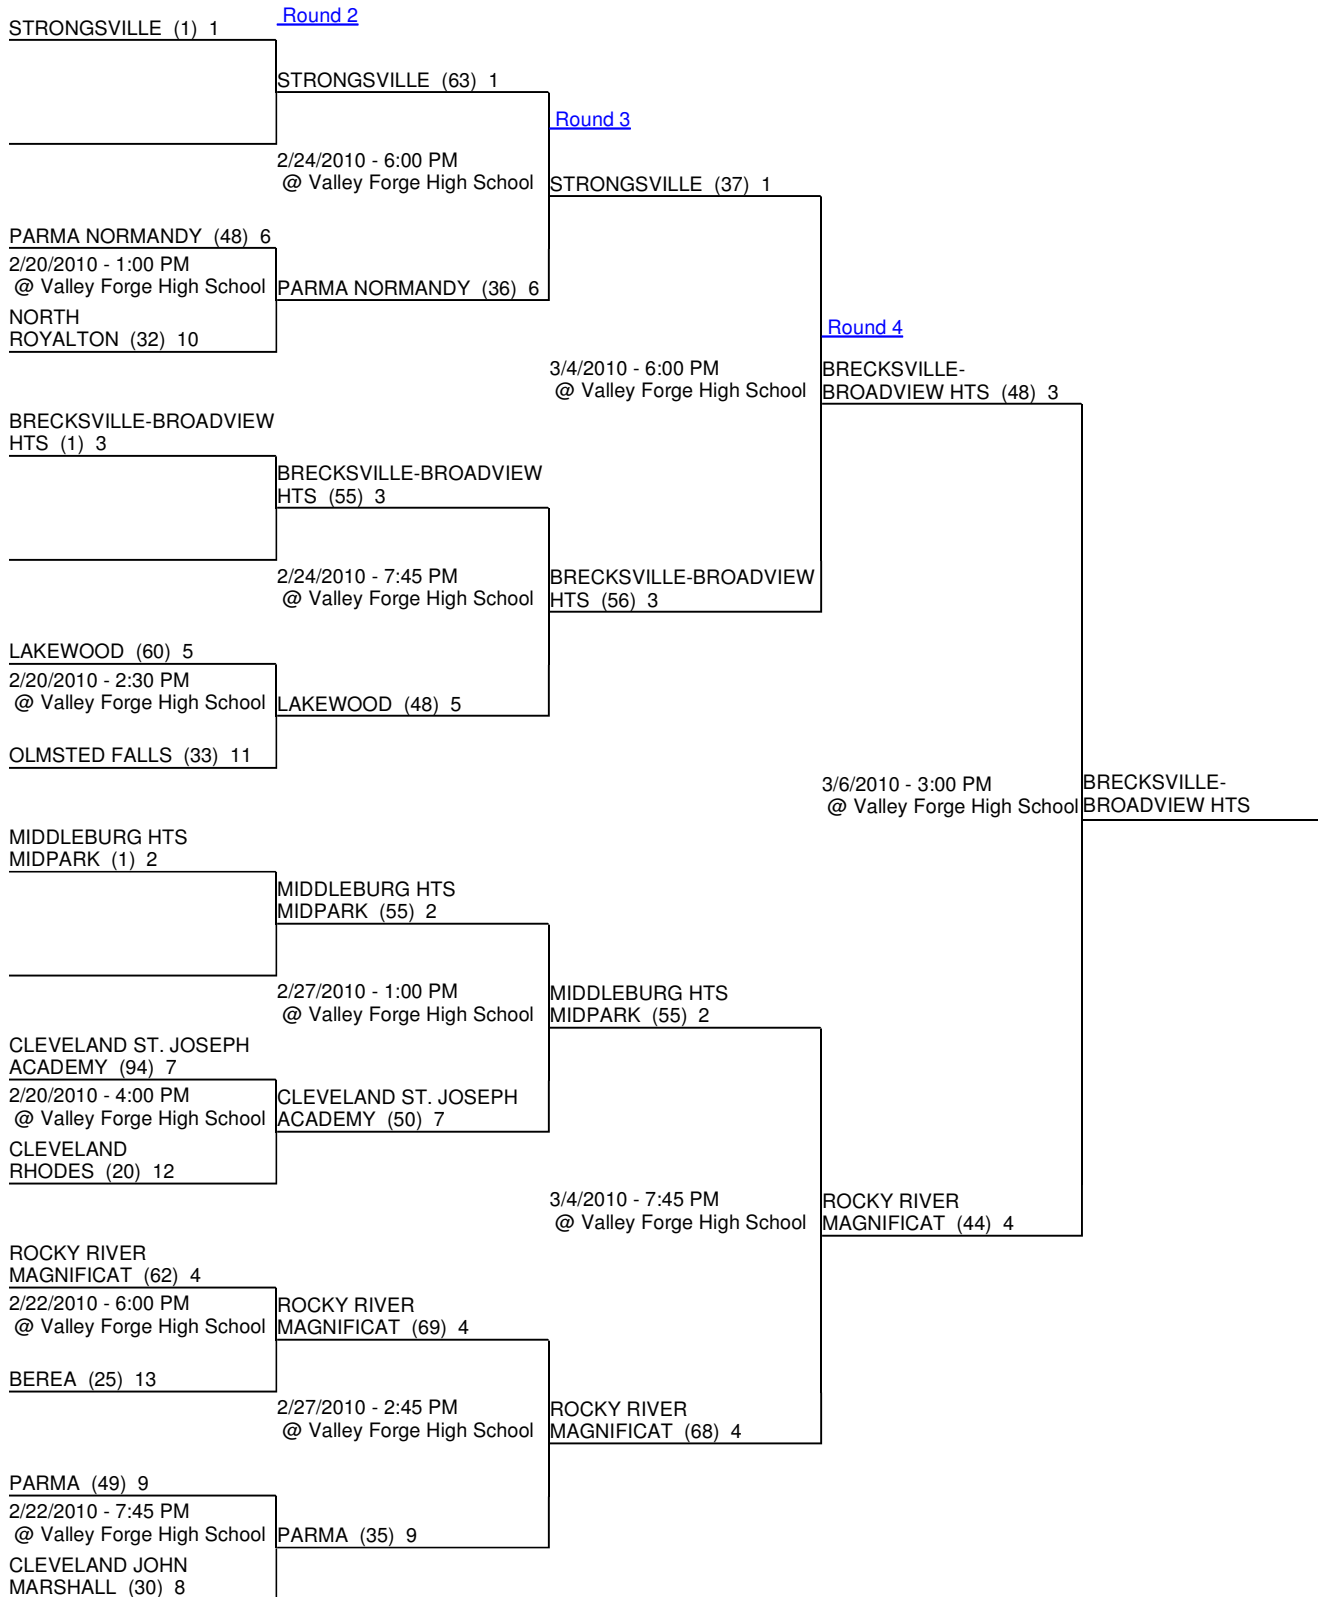 Round 2
STRONGSVILLE (1) 1
STRONGSVILLE (63) 1
Round 3
2/24/2010 - 6:00 PM
@ Valley Forge High School
STRONGSVILLE (37) 1
PARMA NORMANDY (48) 6
2/20/2010 - 1:00 PM
@ Valley Forge High School
PARMA NORMANDY (36) 6
NORTH
ROYALTON (32) 10
Round 4
3/4/2010 - 6:00 PM
@ Valley Forge High School
BRECKSVILLE-
BROADVIEW HTS (48) 3
BRECKSVILLE-BROADVIEW
HTS (1) 3
BRECKSVILLE-BROADVIEW
HTS (55) 3
2/24/2010 - 7:45 PM
@ Valley Forge High School
BRECKSVILLE-BROADVIEW
HTS (56) 3
LAKEWOOD (60) 5
2/20/2010 - 2:30 PM
@ Valley Forge High School
LAKEWOOD (48) 5
OLMSTED FALLS (33) 11
3/6/2010 - 3:00 PM
@ Valley Forge High School
BRECKSVILLE-
BROADVIEW HTS
MIDDLEBURG HTS
MIDPARK (1) 2
MIDDLEBURG HTS
MIDPARK (55) 2
2/27/2010 - 1:00 PM
@ Valley Forge High School
MIDDLEBURG HTS
MIDPARK (55) 2
CLEVELAND ST. JOSEPH
ACADEMY (94) 7
2/20/2010 - 4:00 PM
@ Valley Forge High School
CLEVELAND ST. JOSEPH
ACADEMY (50) 7
CLEVELAND
RHODES (20) 12
3/4/2010 - 7:45 PM
@ Valley Forge High School
ROCKY RIVER
MAGNIFICAT (44) 4
ROCKY RIVER
MAGNIFICAT (62) 4
2/22/2010 - 6:00 PM
@ Valley Forge High School
ROCKY RIVER
MAGNIFICAT (69) 4
BEREA (25) 13
2/27/2010 - 2:45 PM
@ Valley Forge High School
ROCKY RIVER
MAGNIFICAT (68) 4
PARMA (49) 9
2/22/2010 - 7:45 PM
@ Valley Forge High School
PARMA (35) 9
CLEVELAND JOHN
MARSHALL (30) 8